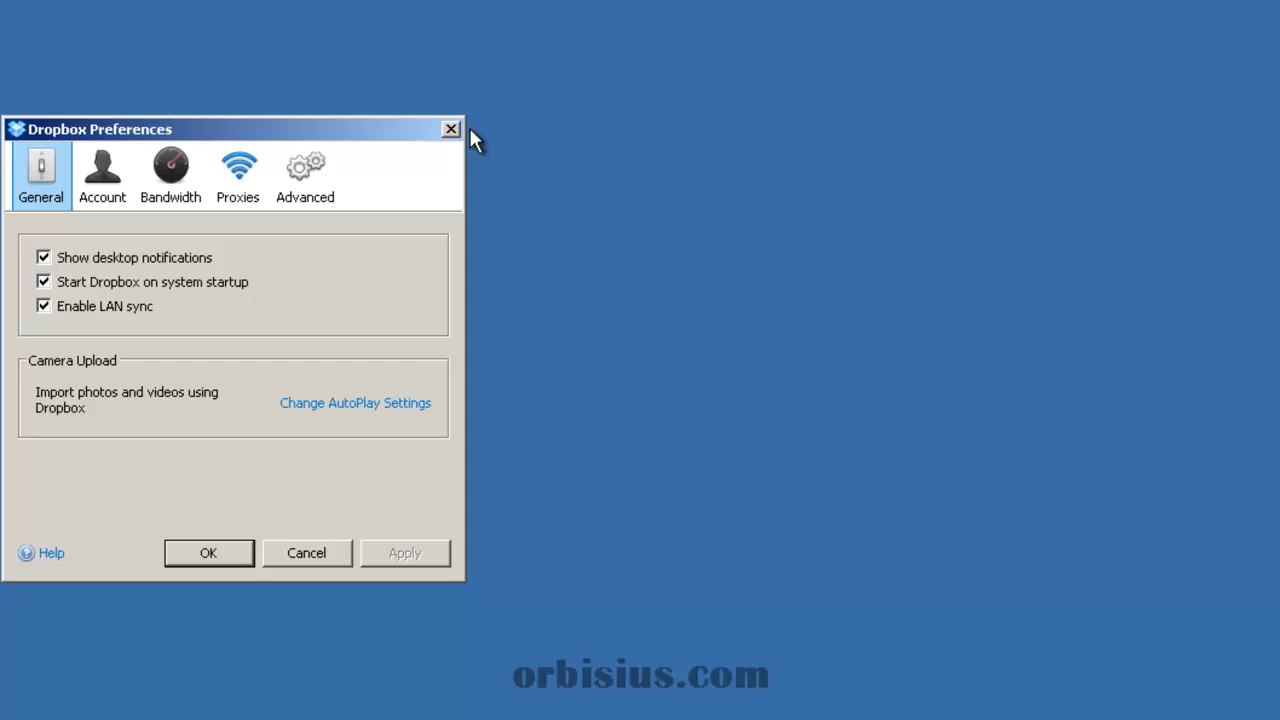 Dropbox Preferences
General Account Bandwidth Proxies Advanced
Show desktop notifications
Start Dropbox on system startup
Enable LAN sync
Camera Upload
Import photos and videos using
Dropbox
Change AutoPlay Settings
Help OK Cancel Apply
orbisius.com